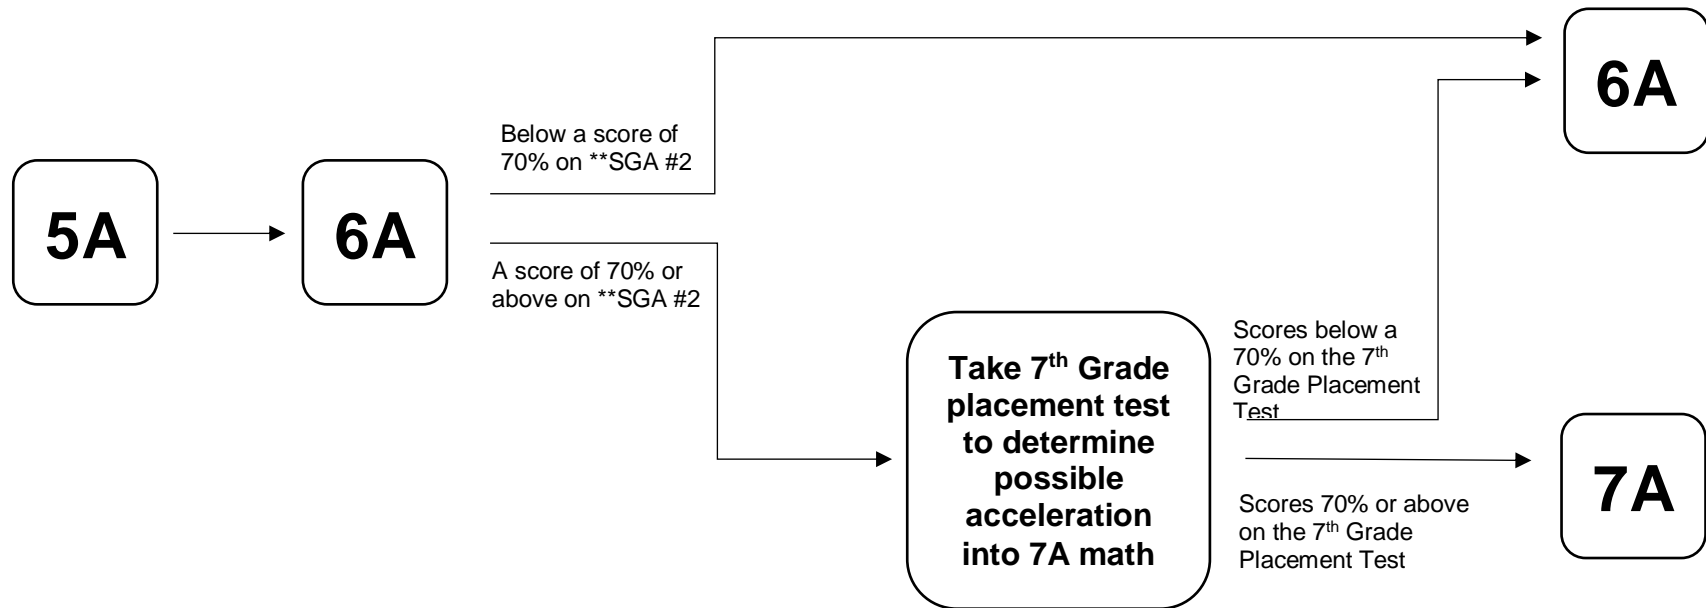 5A
6A
Below a score of
70% on **SGA #2
A score of 70% or
above on **SGA #2
Take 7th Grade
placement test
to determine
possible
acceleration
into 7A math
Scores below a
70% on the 7th
Grade Placement
Test
Scores 70% or above
on the 7th Grade
Placement Test
6A
7A